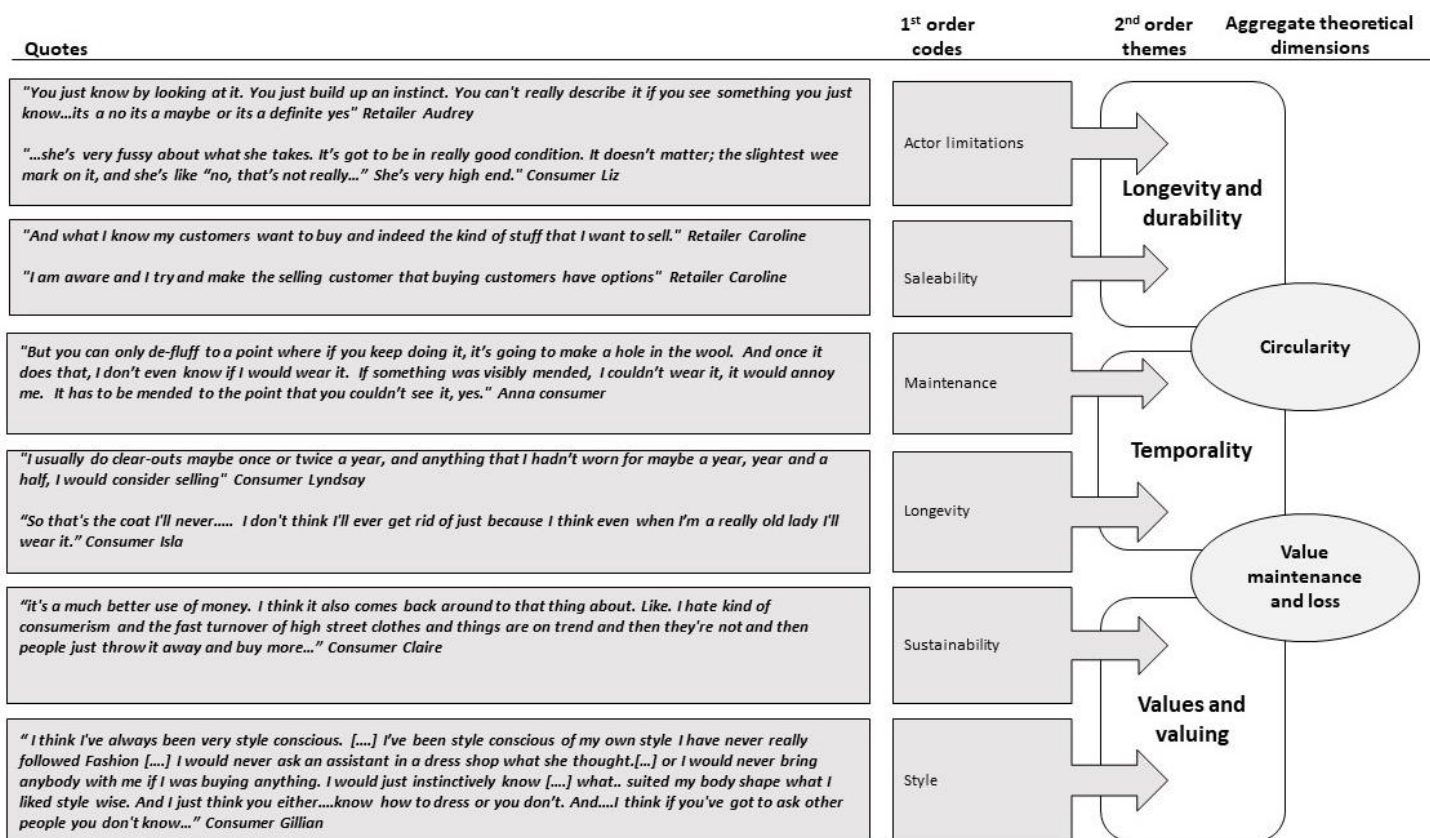 Quotes
1st order
codes
2nd order
themes
Aggregate theoretical
dimensions
"You just know by looking at it. You just build up an instinct. You can't really describe it if you see something you just
know...its a no its a maybe or its a definite yes" Retailer Audrey
"...she's very fussy about what she takes. It's got to be in really good condition. It doesn't matter; the slightest wee
mark on it, and she's like “no, that's not really...” She's very high end." Consumer Liz
Actor limitations
Longevity and
durability
"And what I know my customers want to buy and indeed the kind of stuff that I want to sell." Retailer Caroline
"I am aware and I try and make the selling customer that buying customers have options" Retailer Caroline
Saleability
Circularity
"But you can only de-fluff to a point where if you keep doing it, it's going to make a hole in the wool. And once it
does that, I don't even know if I would wear it. If something was visibly mended, I couldn't wear it, it would annoy
me. It has to be mended to the point that you couldn't see it, yes." Anna consumer
Maintenance
Temporality
"I usually do clear-outs maybe once or twice a year, and anything that I hadn't worn for maybe a year, year and a
half, I would consider selling" Consumer Lyndsay
“So that's the coat I'll never..... I don't think I'll ever get rid of just because I think even when I'm a really old lady I'll
wear it.” Consumer Isla
Longevity
Value
maintenance
and loss
“it's a much better use of money. I think it also comes back around to that thing about. Like. I hate kind of
consumerism and the fast turnover of high street clothes and things are on trend and then they're not and then
people just throw it away and buy more...” Consumer Claire
Sustainability
Values and
valuing
“ I think I've always been very style conscious. [....] I've been style conscious of my own style I have never really
followed Fashion [....] I would never ask an assistant in a dress shop what she thought.[...] or I would never bring
anybody with me if I was buying anything. I would just instinctively know [....] what.. suited my body shape what I
liked style wise. And I just think you either....know how to dress or you don't. And....I think if you've got to ask other
people you don't know...” Consumer Gillian
Style